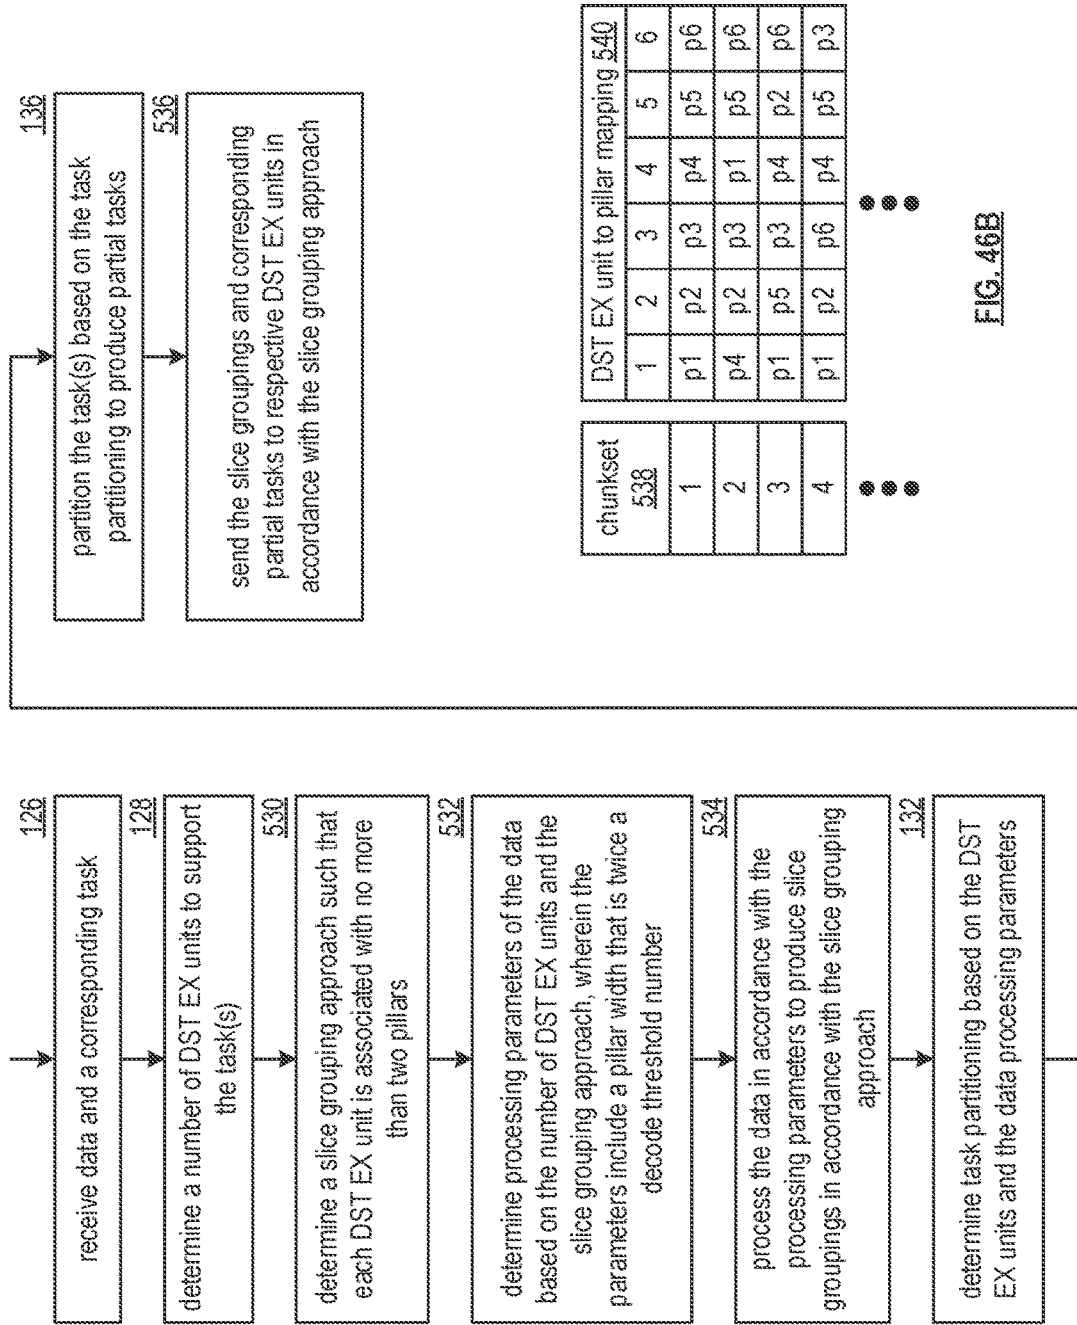 126
receive data and a corresponding task
128
determine a number of DST EX units to support
the task(s)
530
determine a slice grouping approach such that
each DST EX unit is associated with no more
than two pillars
532
determine processing parameters of the data
based on the number of DST EX units and the
slice grouping approach, wherein the
parameters include a pillar width that is twice a
decode threshold number
534
process the data in accordance with the
processing parameters to produce slice
groupings in accordance with the slice grouping
approach
132
determine task partitioning based on the DST
EX units and the data processing parameters
136
partition the task(s) based on the task
partitioning to produce partial tasks
536
send the slice groupings and corresponding
partial tasks to respective DST EX units in
accordance with the slice grouping approach
chunkset
538
DST EX unit to pillar mapping 540
1 2 3 4 5 6
1 p1 p2 p3 p4 p5 p6
2 p4 p2 p3 p1 p5 p6
3 p1 p5 p3 p4 p2 p6
4 p1 p2 p6 p4 p5 p3
FIG. 46B